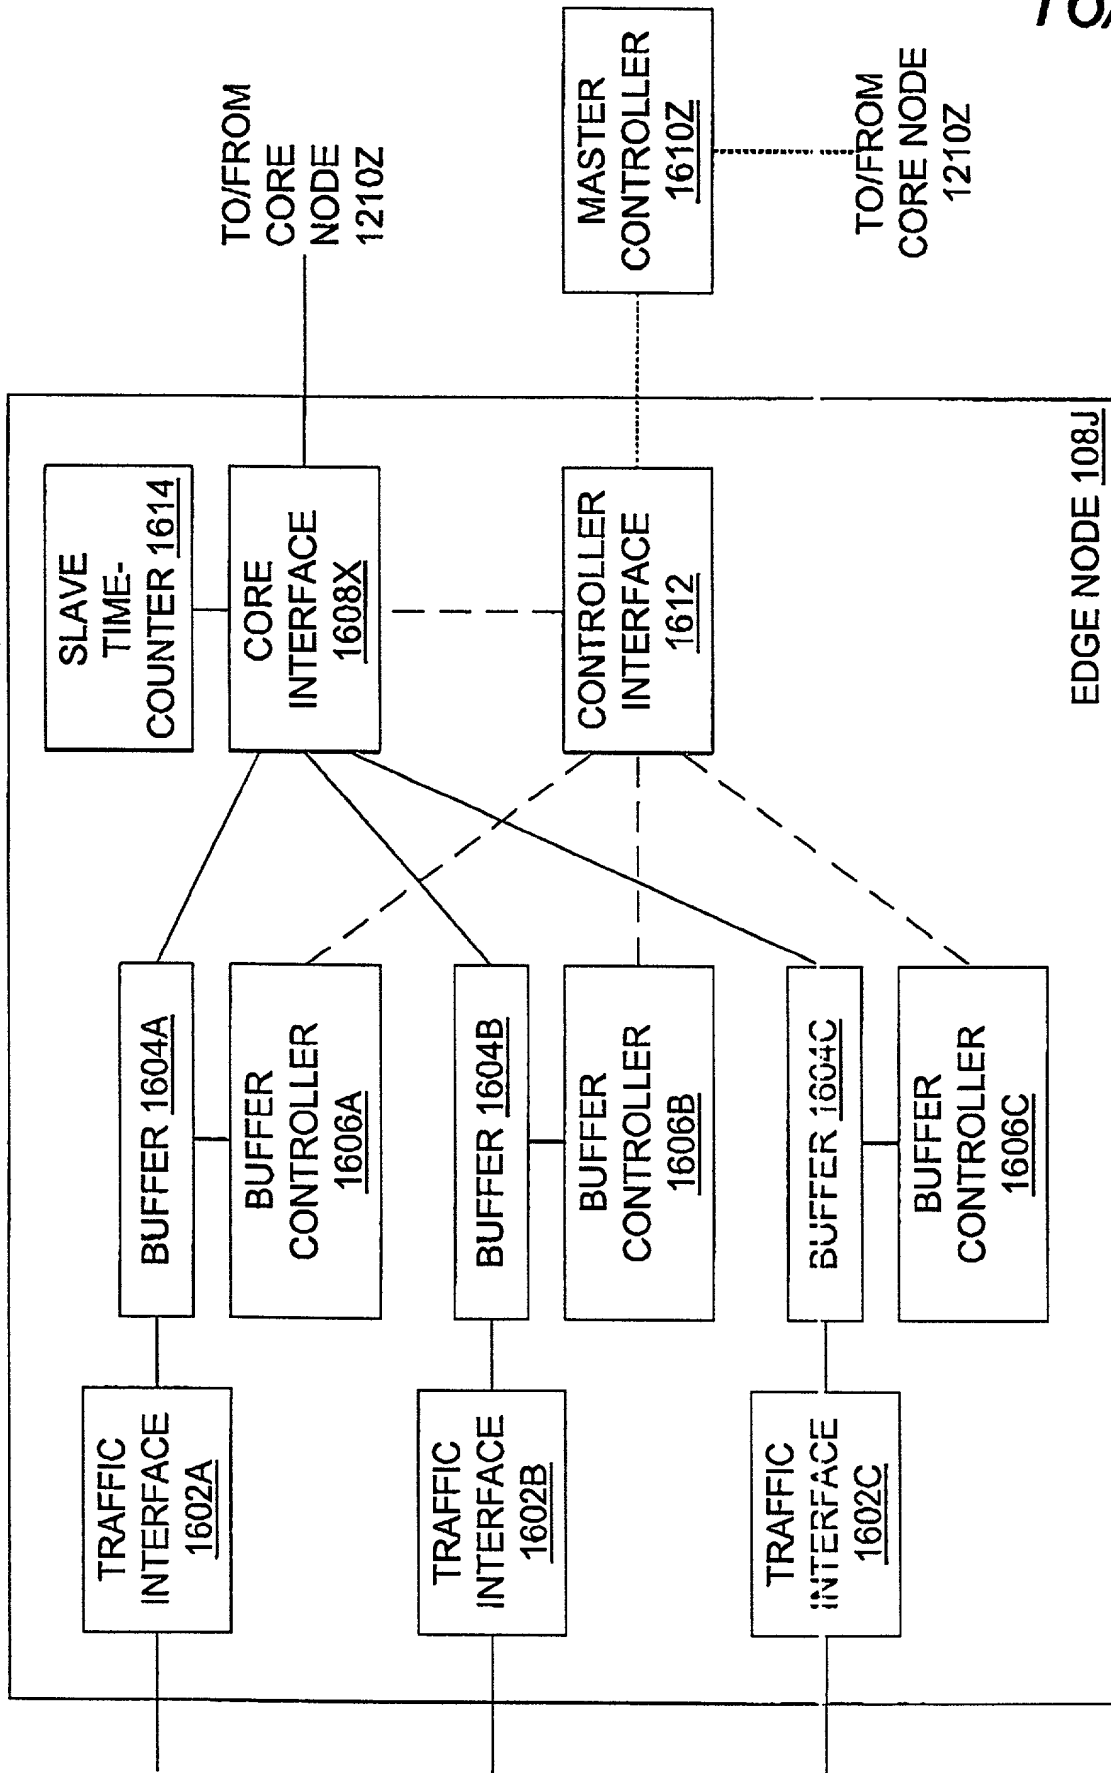 TRAFFIC
INTERFACE
1602A
BUFFER 1604A
BUFFER
CONTROLLER
1606A
SLAVE
TIME-
COUNTER 1614
CORE
INTERFACE
1608X
TO/FROM
CORE
NODE
1210Z
TRAFFIC
INTERFACE
1602B
BUFFER 1604B
BUFFER
CONTROLLER
1606B
CONTROLLER
INTERFACE
1612
MASTER
CONTROLLER
1610Z
TRAFFIC
INTERFACE
1602C
BUFFER 1604C
BUFFER
CONTROLLER
1606C
TO/FROM
CORE NODE
1210Z
EDGE NODE 108J